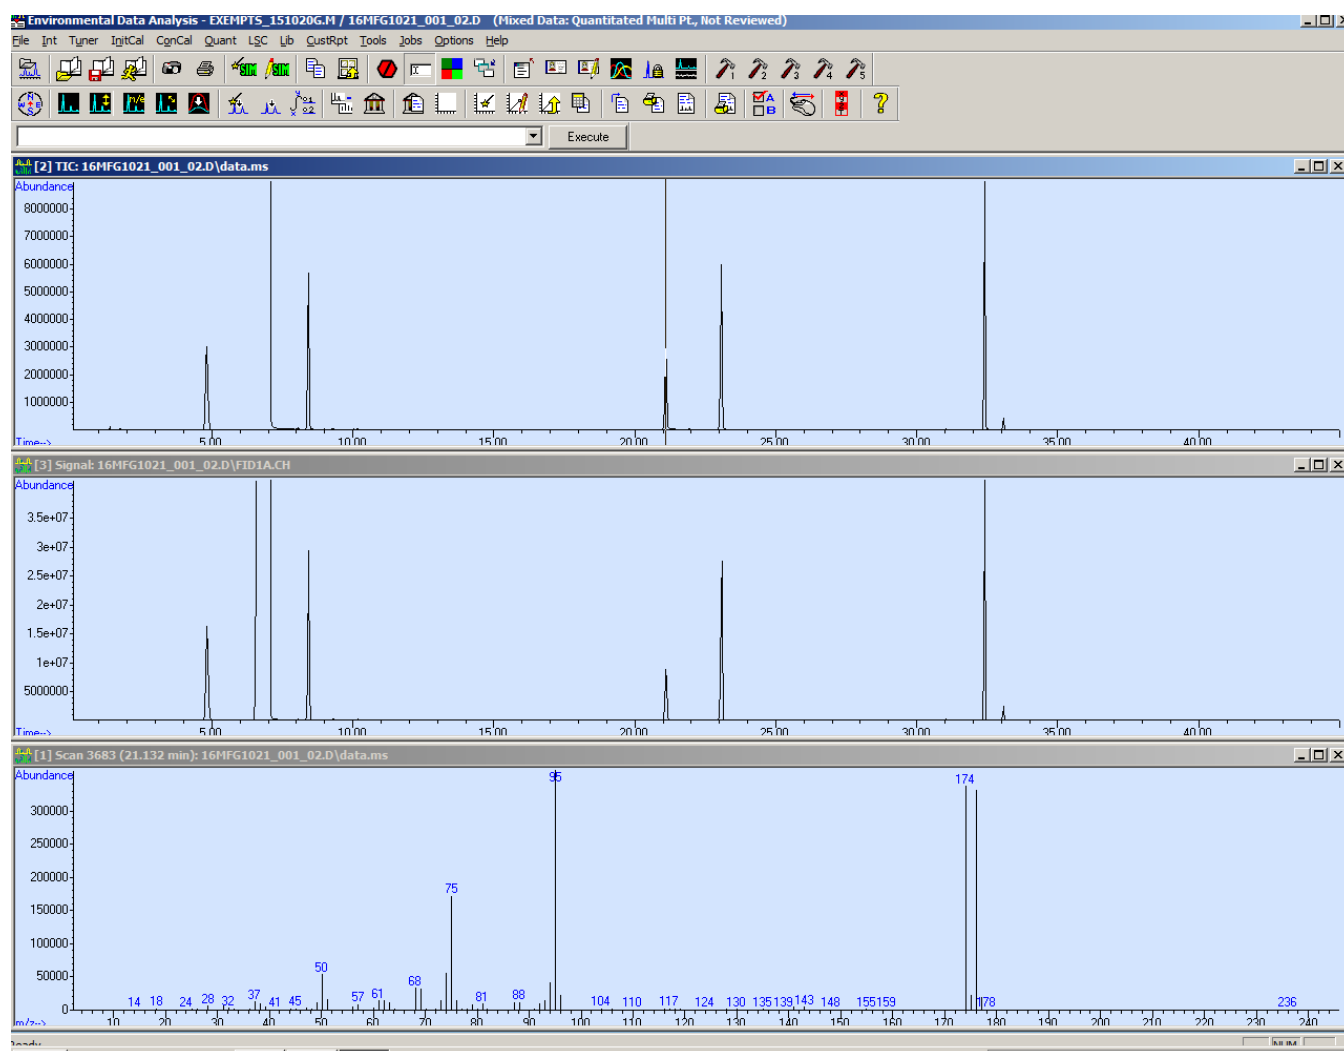 Environmental Data Analysis - EXEMPTS_151020G.M / 16MFG1021_001_02.D (Mixed Data: Quantitated Multi Pt., Not Reviewed)
File Int Tuner InitCal ConCal Quant LSC Lib CustRpt Tools Jobs Options Help
Execute
[2] TIC: 16MFG1021_001_02.D\data.ms
Abundance
8000000
7000000
6000000
5000000
4000000
3000000
2000000
1000000
Time--> 5.00 10.00 15.00 20.00 25.00 30.00 35.00 40.00
[3] Signal: 16MFG1021_001_02.D\FID1A.CH
Abundance
3.5e+07
3e+07
2.5e+07
2e+07
1.5e+07
1e+07
5000000
Time--> 5.00 10.00 15.00 20.00 25.00 30.00 35.00 40.00
[1] Scan 3683 (21.132 min): 16MFG1021_001_02.D\data.ms
Abundance
95 174
300000
250000
200000
75
150000
100000
50
50000
68
14 18 24 28 32 37 41 45 57 61 81 88 104 110 117 124 130 135 139 143 148 155 159 178 236
0
m/z--> 10 20 30 40 50 60 70 80 90 100 110 120 130 140 150 160 170 180 190 200 210 220 230 240
Ready NUM